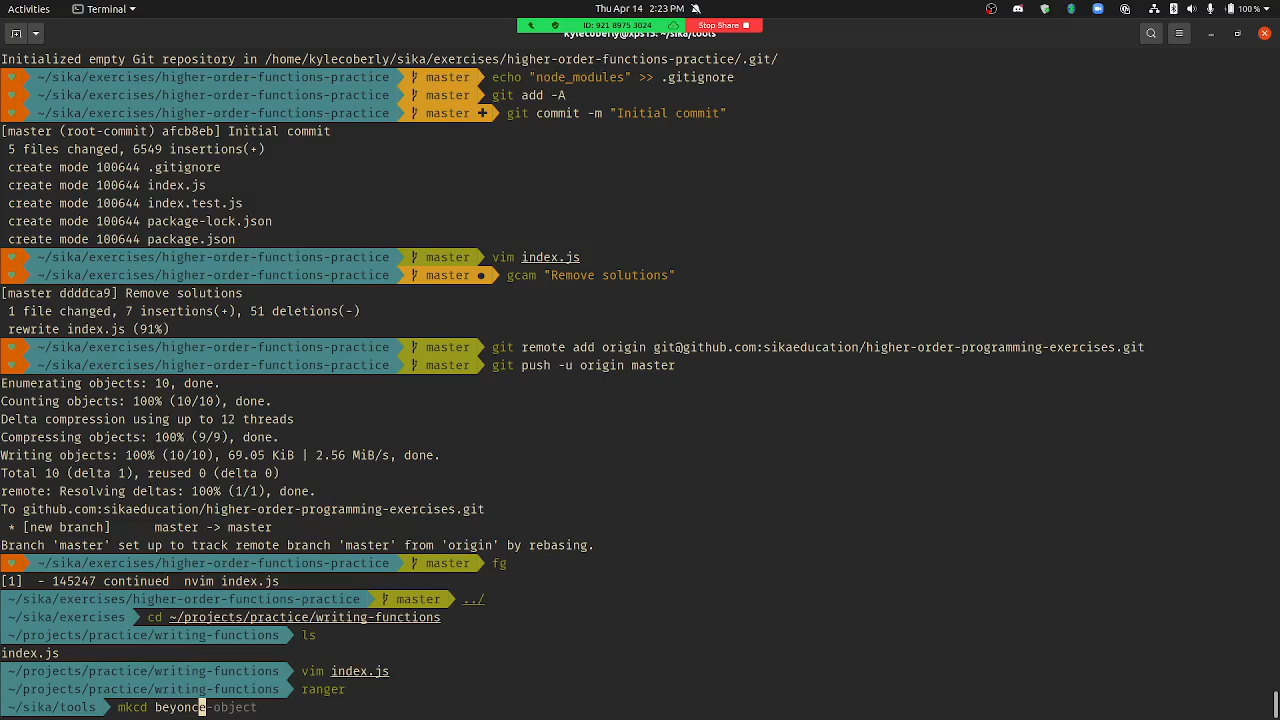 Activities Terminal Thu Apr 14 2:23 PM 100 %
ID: 921 8975 3024 Stop Share
kylecoberly@xps15: ~/sika/tools
Initialized empty Git repository in /home/kylecoberly/sika/exercises/higher-order-functions-practice/.git/
~/sika/exercises/higher-order-functions-practice master echo "node_modules" >> .gitignore
~/sika/exercises/higher-order-functions-practice master git add -A
~/sika/exercises/higher-order-functions-practice master git commit -m "Initial commit"
[master (root-commit) afcb8eb] Initial commit
5 files changed, 6549 insertions(+)
create mode 100644 .gitignore
create mode 100644 index.js
create mode 100644 index.test.js
create mode 100644 package-lock.json
create mode 100644 package.json
~/sika/exercises/higher-order-functions-practice master vim index.js
~/sika/exercises/higher-order-functions-practice master gcam "Remove solutions"
[master ddddca9] Remove solutions
1 file changed, 7 insertions(+), 51 deletions(-)
rewrite index.js (91%)
~/sika/exercises/higher-order-functions-practice master git remote add origin git@github.com:sikaeducation/higher-order-programming-exercises.git
~/sika/exercises/higher-order-functions-practice master git push -u origin master
Enumerating objects: 10, done.
Counting objects: 100% (10/10), done.
Delta compression using up to 12 threads
Compressing objects: 100% (9/9), done.
Writing objects: 100% (10/10), 69.05 KiB | 2.56 MiB/s, done.
Total 10 (delta 1), reused 0 (delta 0)
remote: Resolving deltas: 100% (1/1), done.
To github.com:sikaeducation/higher-order-programming-exercises.git
* [new branch] master -> master
Branch 'master' set up to track remote branch 'master' from 'origin' by rebasing.
~/sika/exercises/higher-order-functions-practice master fg
[1] - 145247 continued nvim index.js
~/sika/exercises/higher-order-functions-practice master ../
~/sika/exercises cd ~/projects/practice/writing-functions
~/projects/practice/writing-functions ls
index.js
~/projects/practice/writing-functions vim index.js
~/projects/practice/writing-functions ranger
~/sika/tools mkcd beyonce-object